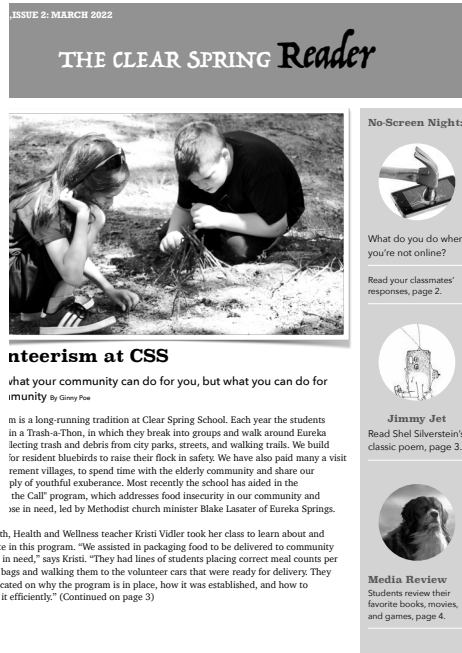 ,ISSUE 2: MARCH 2022
THE CLEAR SPRING Reader
nteerism at CSS
what your community can do for you, but what you can do for
munity By Ginny Poe
m is a long-running tradition at Clear Spring School. Each year the students
in a Trash-a-Thon, in which they break into groups and walk around Eureka
llecting trash and debris from city parks, streets, and walking trails. We build
for resident bluebirds to raise their flock in safety. We have also paid many a visit
rement villages, to spend time with the elderly community and share our
ply of youthful exuberance. Most recently the school has aided in the
the Call" program, which addresses food insecurity in our community and
ose in need, led by Methodist church minister Blake Lasater of Eureka Springs.
th, Health and Wellness teacher Kristi Vidler took her class to learn about and
te in this program. “We assisted in packaging food to be delivered to community
in need,” says Kristi. “They had lines of students placing correct meal counts per
bags and walking them to the volunteer cars that were ready for delivery. They
cated on why the program is in place, how it was established, and how to
it efficiently.” (Continued on page 3)
No-Screen Night:
What do you do when
you're not online?
Read your classmates’
responses, page 2.
Jimmy Jet
Read Shel Silverstein's
classic poem, page 3.
Media Review
Students review their
favorite books, movies,
and games, page 4.